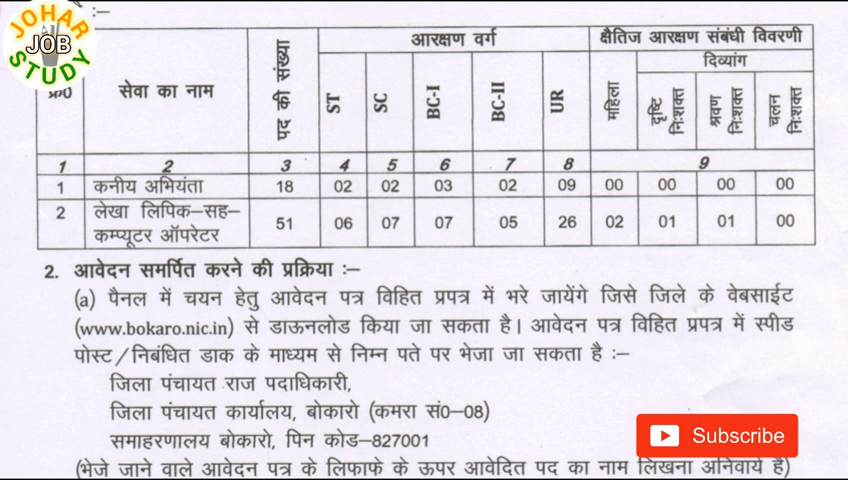 :–
JOHAR
JOB
STUDY
क्र0
सेवा का नाम
पद की संख्या
आरक्षण वर्ग
क्षैतिज आरक्षण संबंधी विवरणी
ST
SC
BC-I
BC-II
UR
महिला
दिव्यांग
दृष्टि निःशक्त
श्रवण निःशक्त
चलन निःशक्त
1 2 3 4 5 6 7 8 9
1 कनीय अभियंता 18 02 02 03 02 09 00 00 00 00
2 लेखा लिपिक–सह–
कम्प्यूटर ऑपरेटर 51 06 07 07 05 26 02 01 01 00
2. आवेदन समर्पित करने की प्रक्रिया :–
(a) पैनल में चयन हेतु आवेदन पत्र विहित प्रपत्र में भरे जायेंगे जिसे जिले के वेबसाईट
(www.bokaro.nic.in) से डाऊनलोड किया जा सकता है। आवेदन पत्र विहित प्रपत्र में स्पीड
पोस्ट/निबंधित डाक के माध्यम से निम्न पते पर भेजा जा सकता है :–
जिला पंचायत राज पदाधिकारी,
जिला पंचायत कार्यालय, बोकारो (कमरा सं0–08)
समाहरणालय बोकारो, पिन कोड–827001
Subscribe
(भेजे जाने वाले आवेदन पत्र के लिफाफे के ऊपर आवेदित पद का नाम लिखना अनिवार्य है)